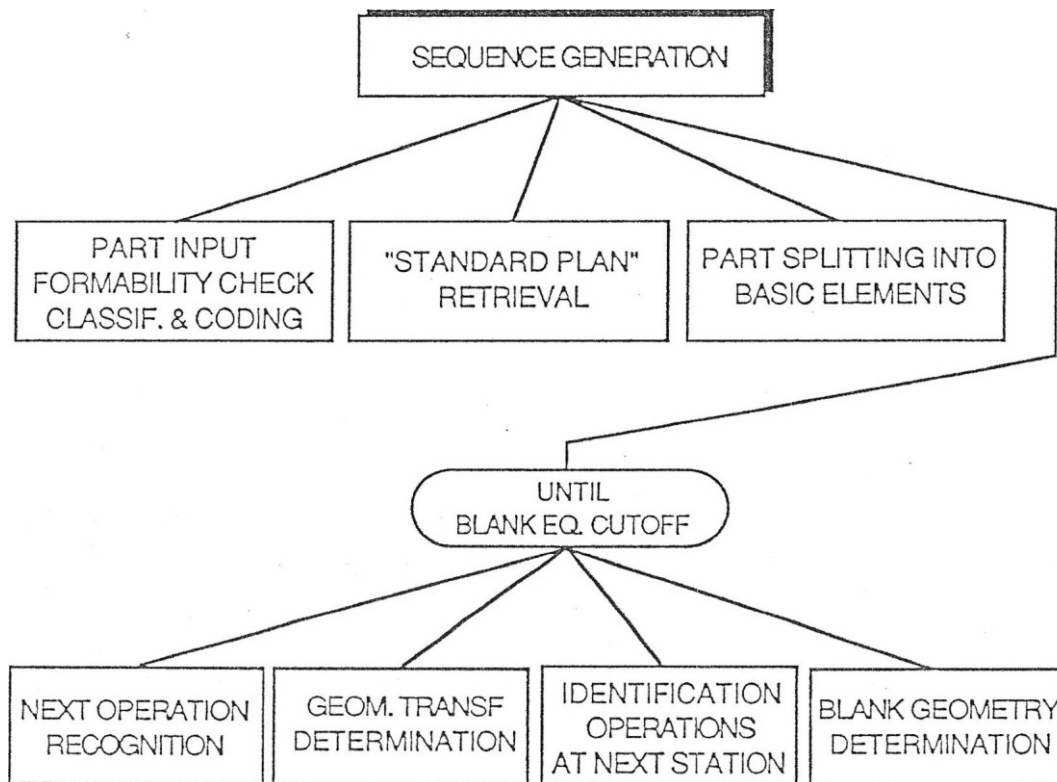 SEQUENCE GENERATION
PART INPUT
FORMABILITY CHECK
CLASSIF. & CODING
"STANDARD PLAN"
RETRIEVAL
PART SPLITTING INTO
BASIC ELEMENTS
UNTIL
BLANK EQ. CUTOFF
NEXT OPERATION
RECOGNITION
GEOM. TRANSF
DETERMINATION
IDENTIFICATION
OPERATIONS
AT NEXT STATION
BLANK GEOMETRY
DETERMINATION